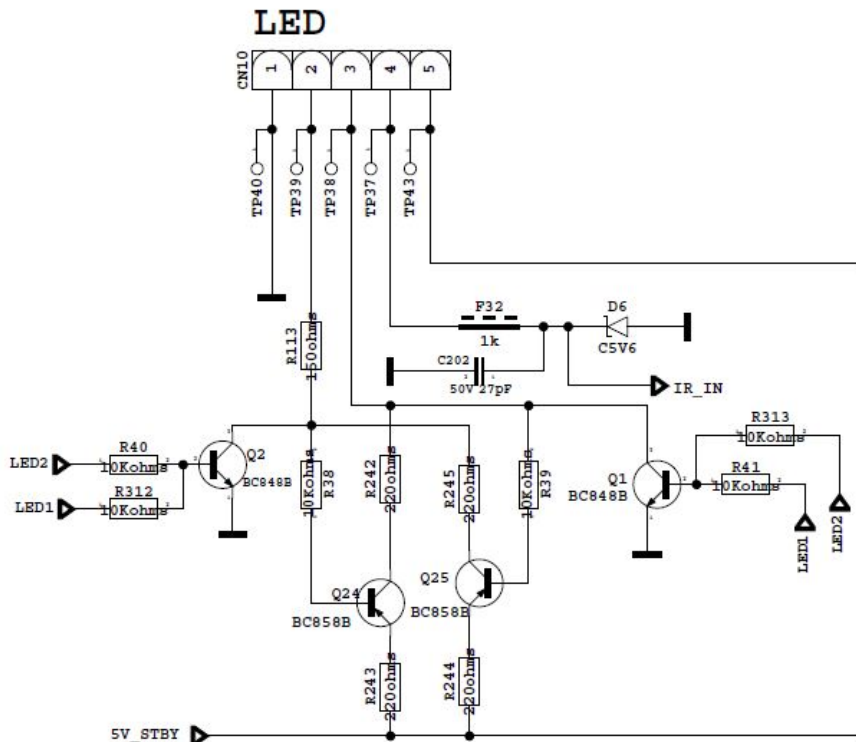 LED
CN10
1 2 3 4 5
TP40 TP39 TP38 TP37 TP43
F32
1k
D6
C5V6
R113
150ohms
C202
50V 27pF
IR_IN
R40
10Kohms
LED2
R312
10Kohms
LED1
Q2
BC848B
R38
10Kohms
R242
220ohms
R245
220ohms
R39
10Kohms
Q1
BC848B
R313
10Kohms
R41
10Kohms
LED1
LED2
Q24
BC858B
Q25
BC858B
R243
220ohms
R244
220ohms
5V_STBY